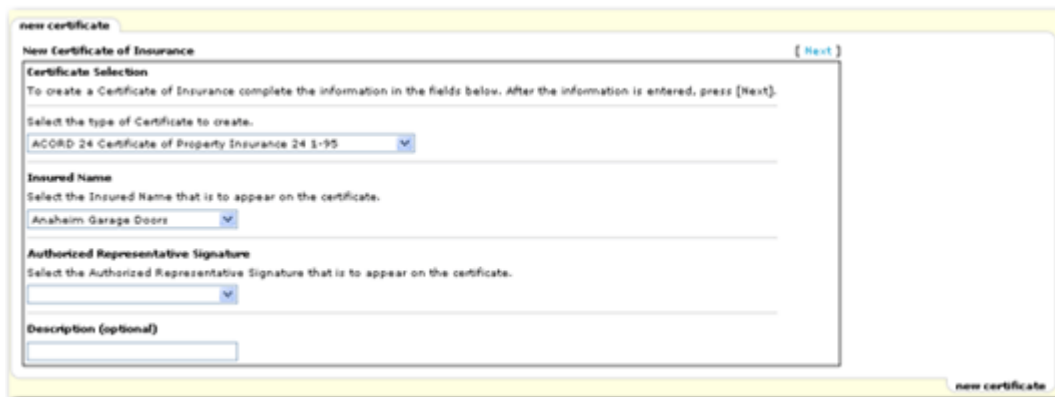 new certificate
New Certificate of Insurance [ Next ]
Certificate Selection
To create a Certificate of Insurance complete the information in the fields below. After the information is entered, press [Next].
Select the type of Certificate to create.
ACORD 24 Certificate of Property Insurance 24 1-95
Insured Name
Select the Insured Name that is to appear on the certificate.
Anaheim Garage Doors
Authorized Representative Signature
Select the Authorized Representative Signature that is to appear on the certificate.
Description (optional)
new certificate